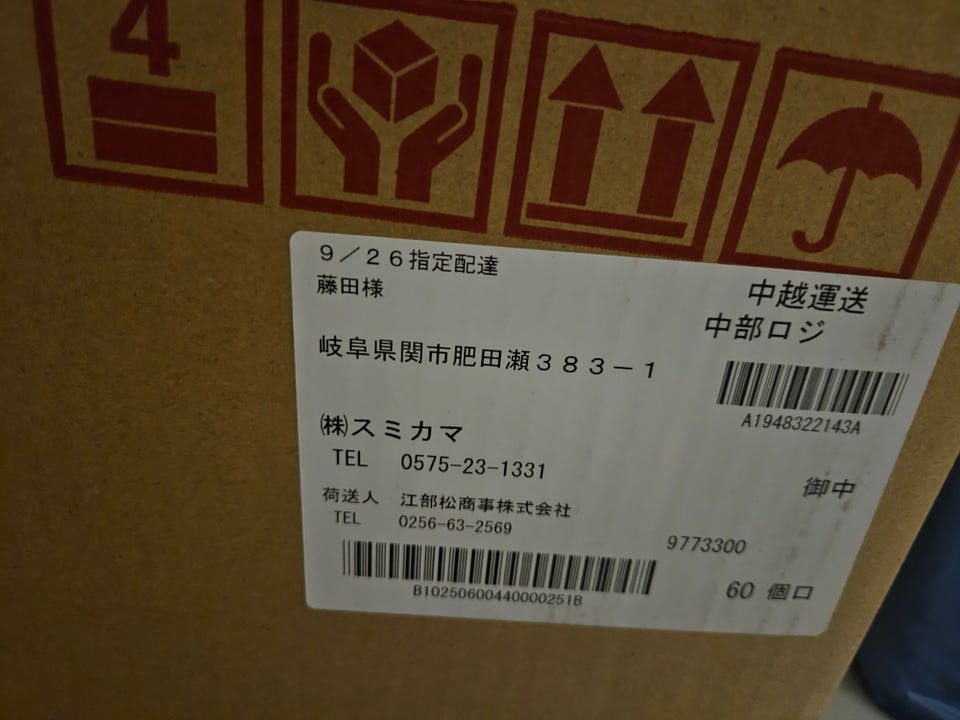 4
9／26指定配達
藤田様
中越運送
中部ロジ
岐阜県関市肥田瀬383－1
A1948322143A
㈱スミカマ
TEL 0575-23-1331
御中
荷送人 江部松商事株式会社
TEL 0256-63-2569
9773300
B10250600440000251B
60 個口